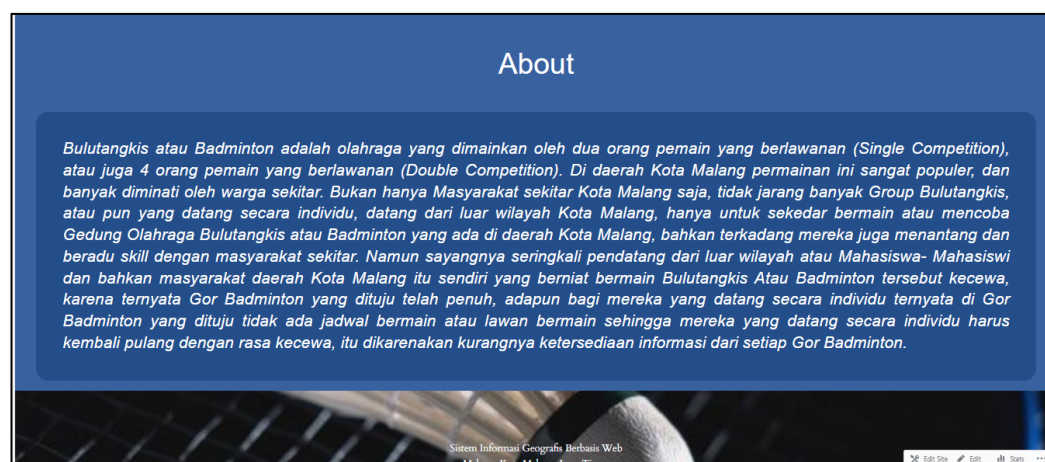 About
Bulutangkis atau Badminton adalah olahraga yang dimainkan oleh dua orang pemain yang berlawanan (Single Competition),
atau juga 4 orang pemain yang berlawanan (Double Competition). Di daerah Kota Malang permainan ini sangat populer, dan
banyak diminati oleh warga sekitar. Bukan hanya Masyarakat sekitar Kota Malang saja, tidak jarang banyak Group Bulutangkis,
atau pun yang datang secara individu, datang dari luar wilayah Kota Malang, hanya untuk sekedar bermain atau mencoba
Gedung Olahraga Bulutangkis atau Badminton yang ada di daerah Kota Malang, bahkan terkadang mereka juga menantang dan
beradu skill dengan masyarakat sekitar. Namun sayangnya seringkali pendatang dari luar wilayah atau Mahasiswa- Mahasiswi
dan bahkan masyarakat daerah Kota Malang itu sendiri yang berniat bermain Bulutangkis Atau Badminton tersebut kecewa,
karena ternyata Gor Badminton yang dituju telah penuh, adapun bagi mereka yang datang secara individu ternyata di Gor
Badminton yang dituju tidak ada jadwal bermain atau lawan bermain sehingga mereka yang datang secara individu harus
kembali pulang dengan rasa kecewa, itu dikarenakan kurangnya ketersediaan informasi dari setiap Gor Badminton.
Sistem Informasi Geografis Berbasis Web
Edit Site Edit Stats